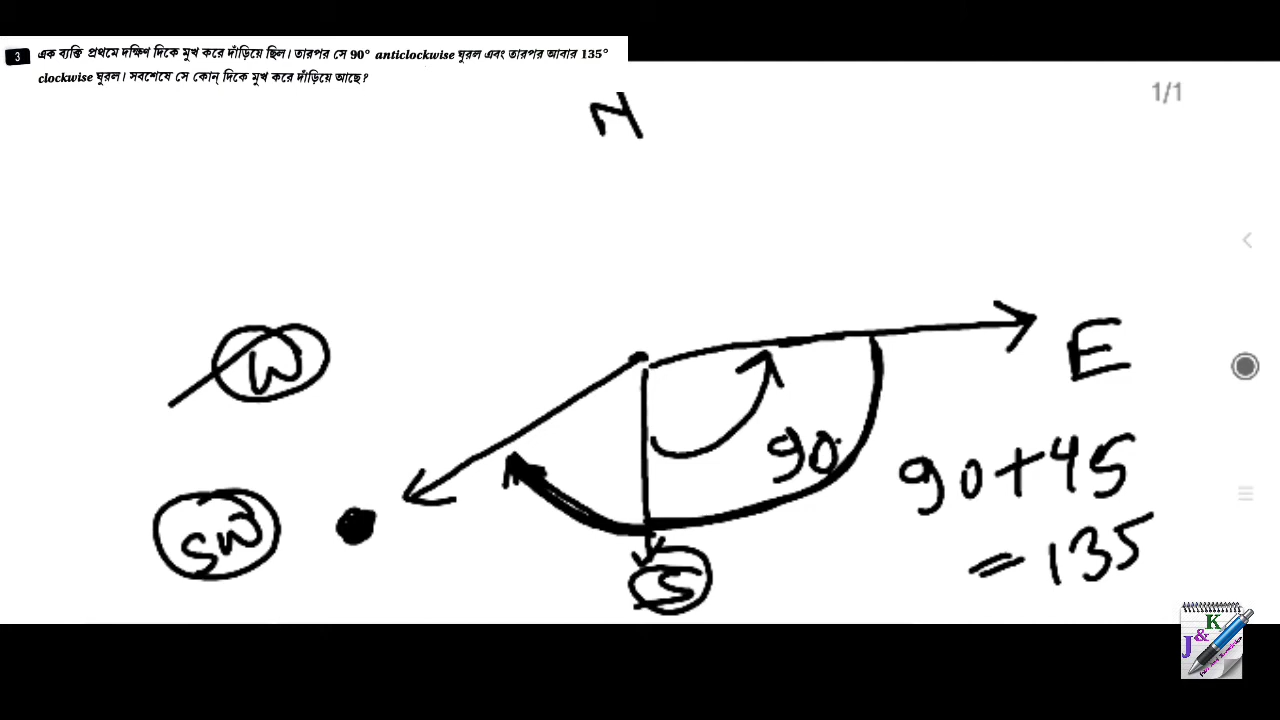 3 এক ব্যক্তি প্রথমে দক্ষিণ দিকে মুখ করে দাঁড়িয়ে ছিল। তারপর সে 90° anticlockwise ঘুরল এবং তারপর আবার 135°
clockwise ঘুরল। সবশেষে সে কোন্ দিকে মুখ করে দাঁড়িয়ে আছে?
1/1
N
W
E
90
90+45
SW
=135
S
J&K